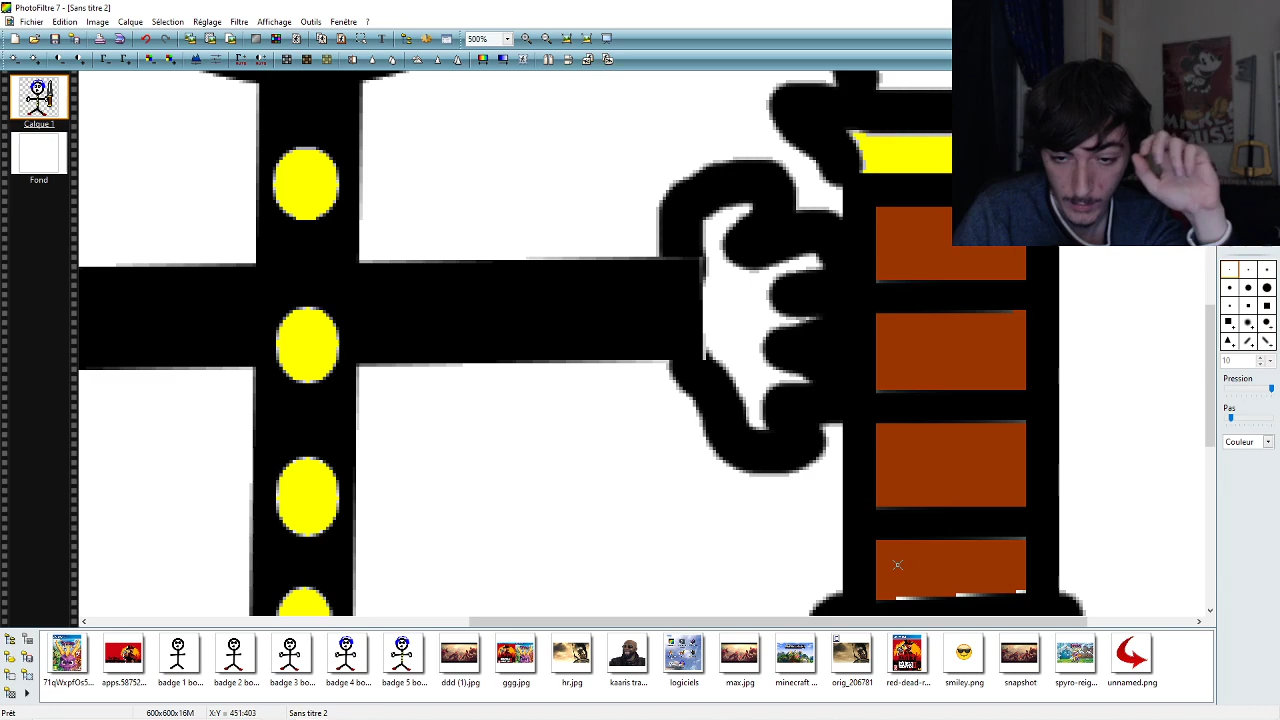 PhotoFiltre 7 - [Sans titre 2]
Fichier Edition Image Calque Sélection Réglage Filtre Affichage Outils Fenêtre ?
500%
Calque 1
Fond
MICKEY
MOUSE
10
Pression
Pas
Couleur
71qWxpfOs5... apps.58752... badge 1 bo... badge 2 bo... badge 3 bo... badge 4 bo... badge 5 bo... ddd (1).jpg ggg.jpg hr.jpg kaaris tra... logiciels max.jpg minecraft ... orig_206781 red-dead-r... smiley.png snapshot spyro-reig... unnamed.png
Prêt 600x600x16M X:Y = 451:403 Sans titre 2